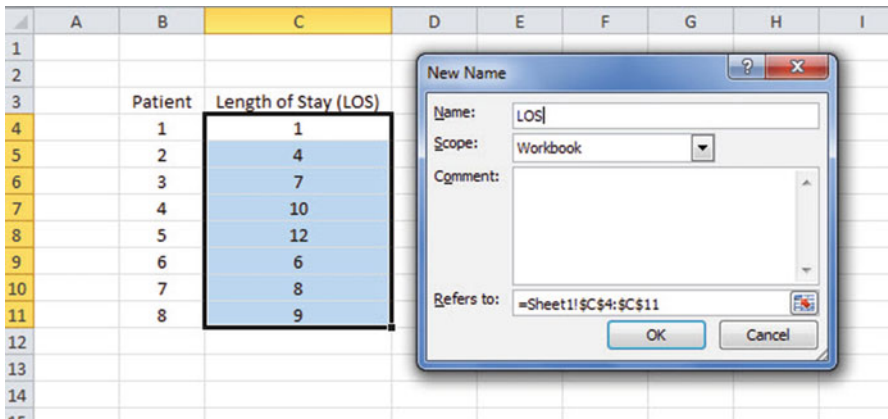 A B C D E F G H I
1
2
3 Patient Length of Stay (LOS)
4 1 1
5 2 4
6 3 7
7 4 10
8 5 12
9 6 6
10 7 8
11 8 9
12
13
14
New Name
Name: LOS
Scope: Workbook
Comment:
Refers to: =Sheet1!$C$4:$C$11
OK Cancel